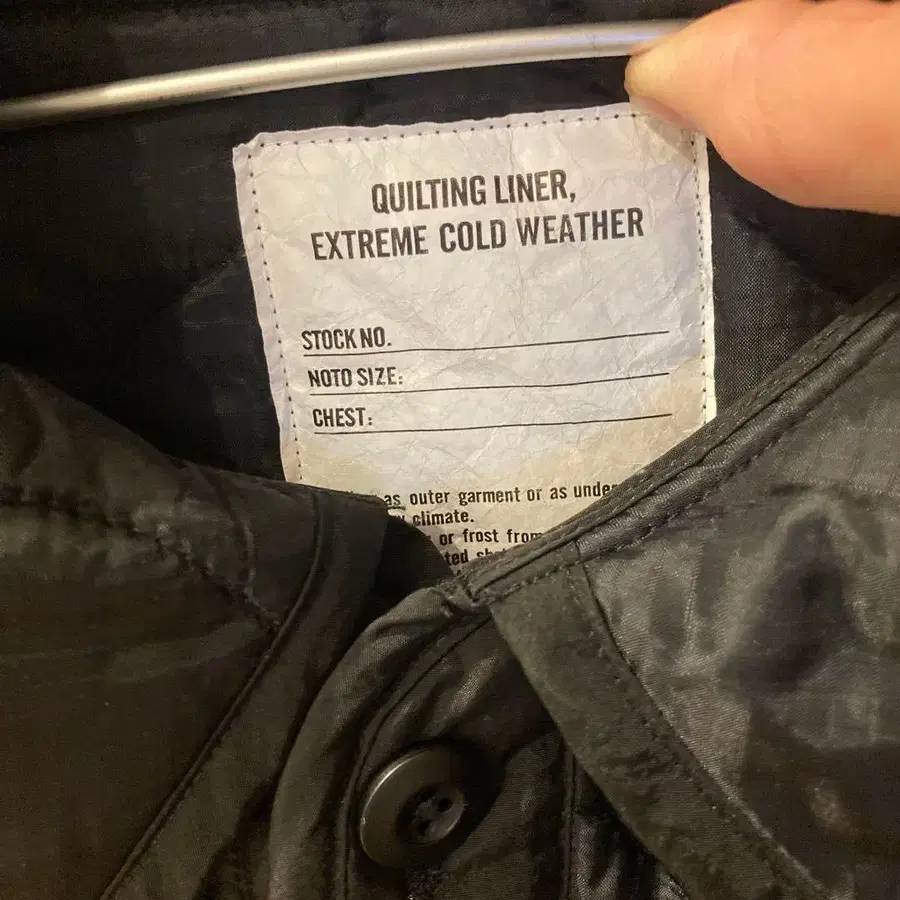 QUILTING LINER,
EXTREME COLD WEATHER
STOCK NO.
NOTO SIZE:
CHEST:
as outer garment or as under
climate.
or frost from